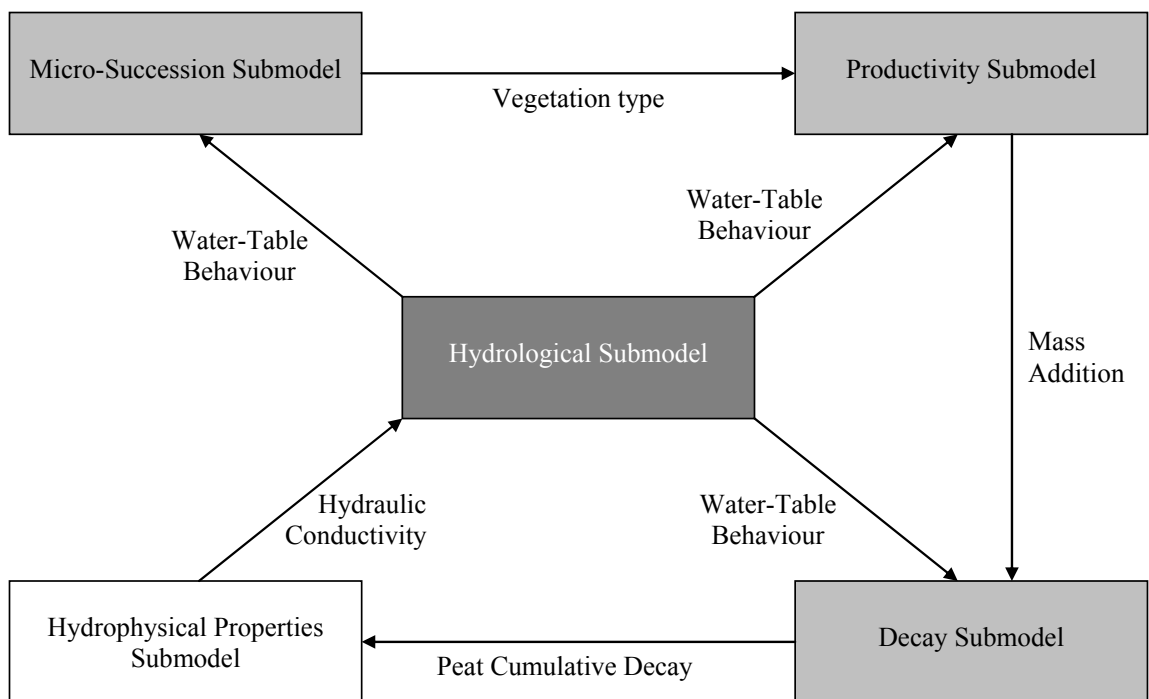 Micro-Succession Submodel
Productivity Submodel
Vegetation type
Water-Table
Behaviour
Water-Table
Behaviour
Hydrological Submodel
Mass
Addition
Hydraulic
Conductivity
Water-Table
Behaviour
Hydrophysical Properties
Submodel
Decay Submodel
Peat Cumulative Decay